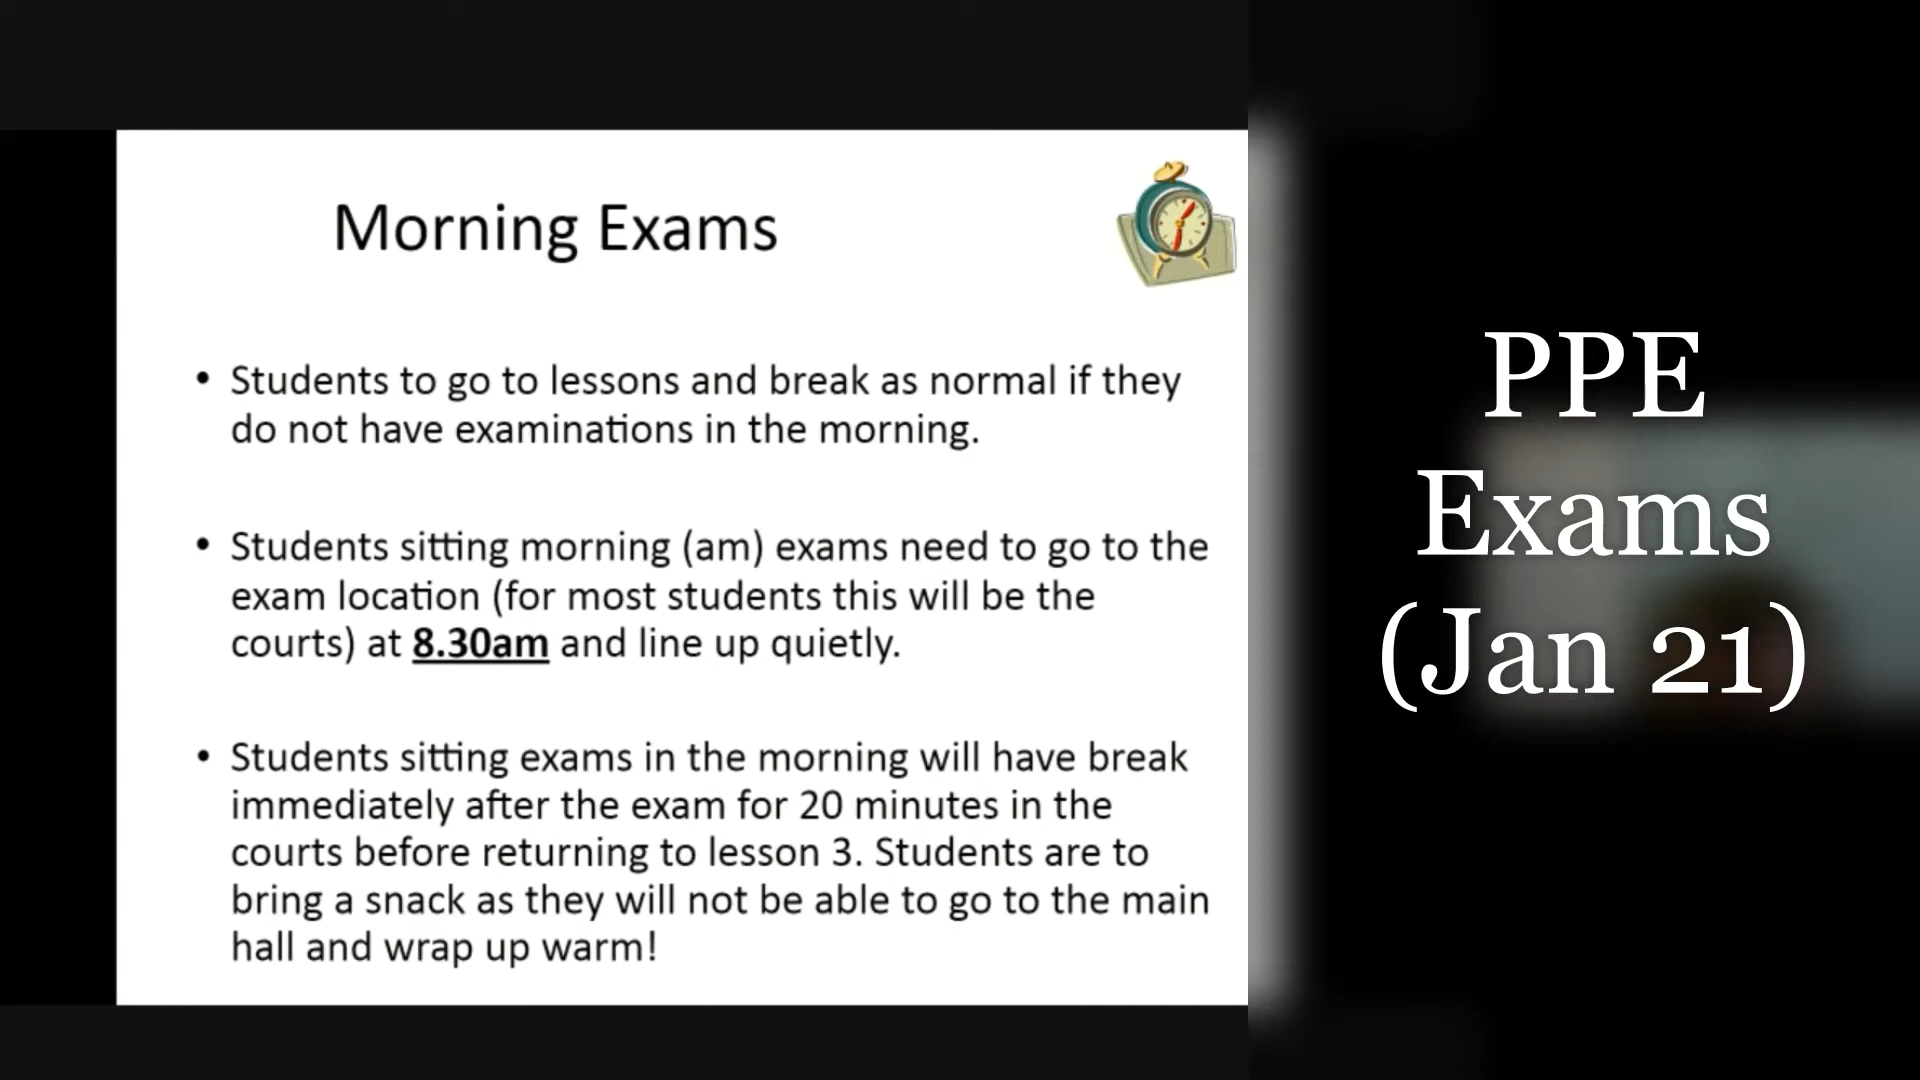 Morning Exams
• Students to go to lessons and break as normal if they
do not have examinations in the morning.
• Students sitting morning (am) exams need to go to the
exam location (for most students this will be the
courts) at 8.30am and line up quietly.
• Students sitting exams in the morning will have break
immediately after the exam for 20 minutes in the
courts before returning to lesson 3. Students are to
bring a snack as they will not be able to go to the main
hall and wrap up warm!
PPE
Exams
(Jan 21)